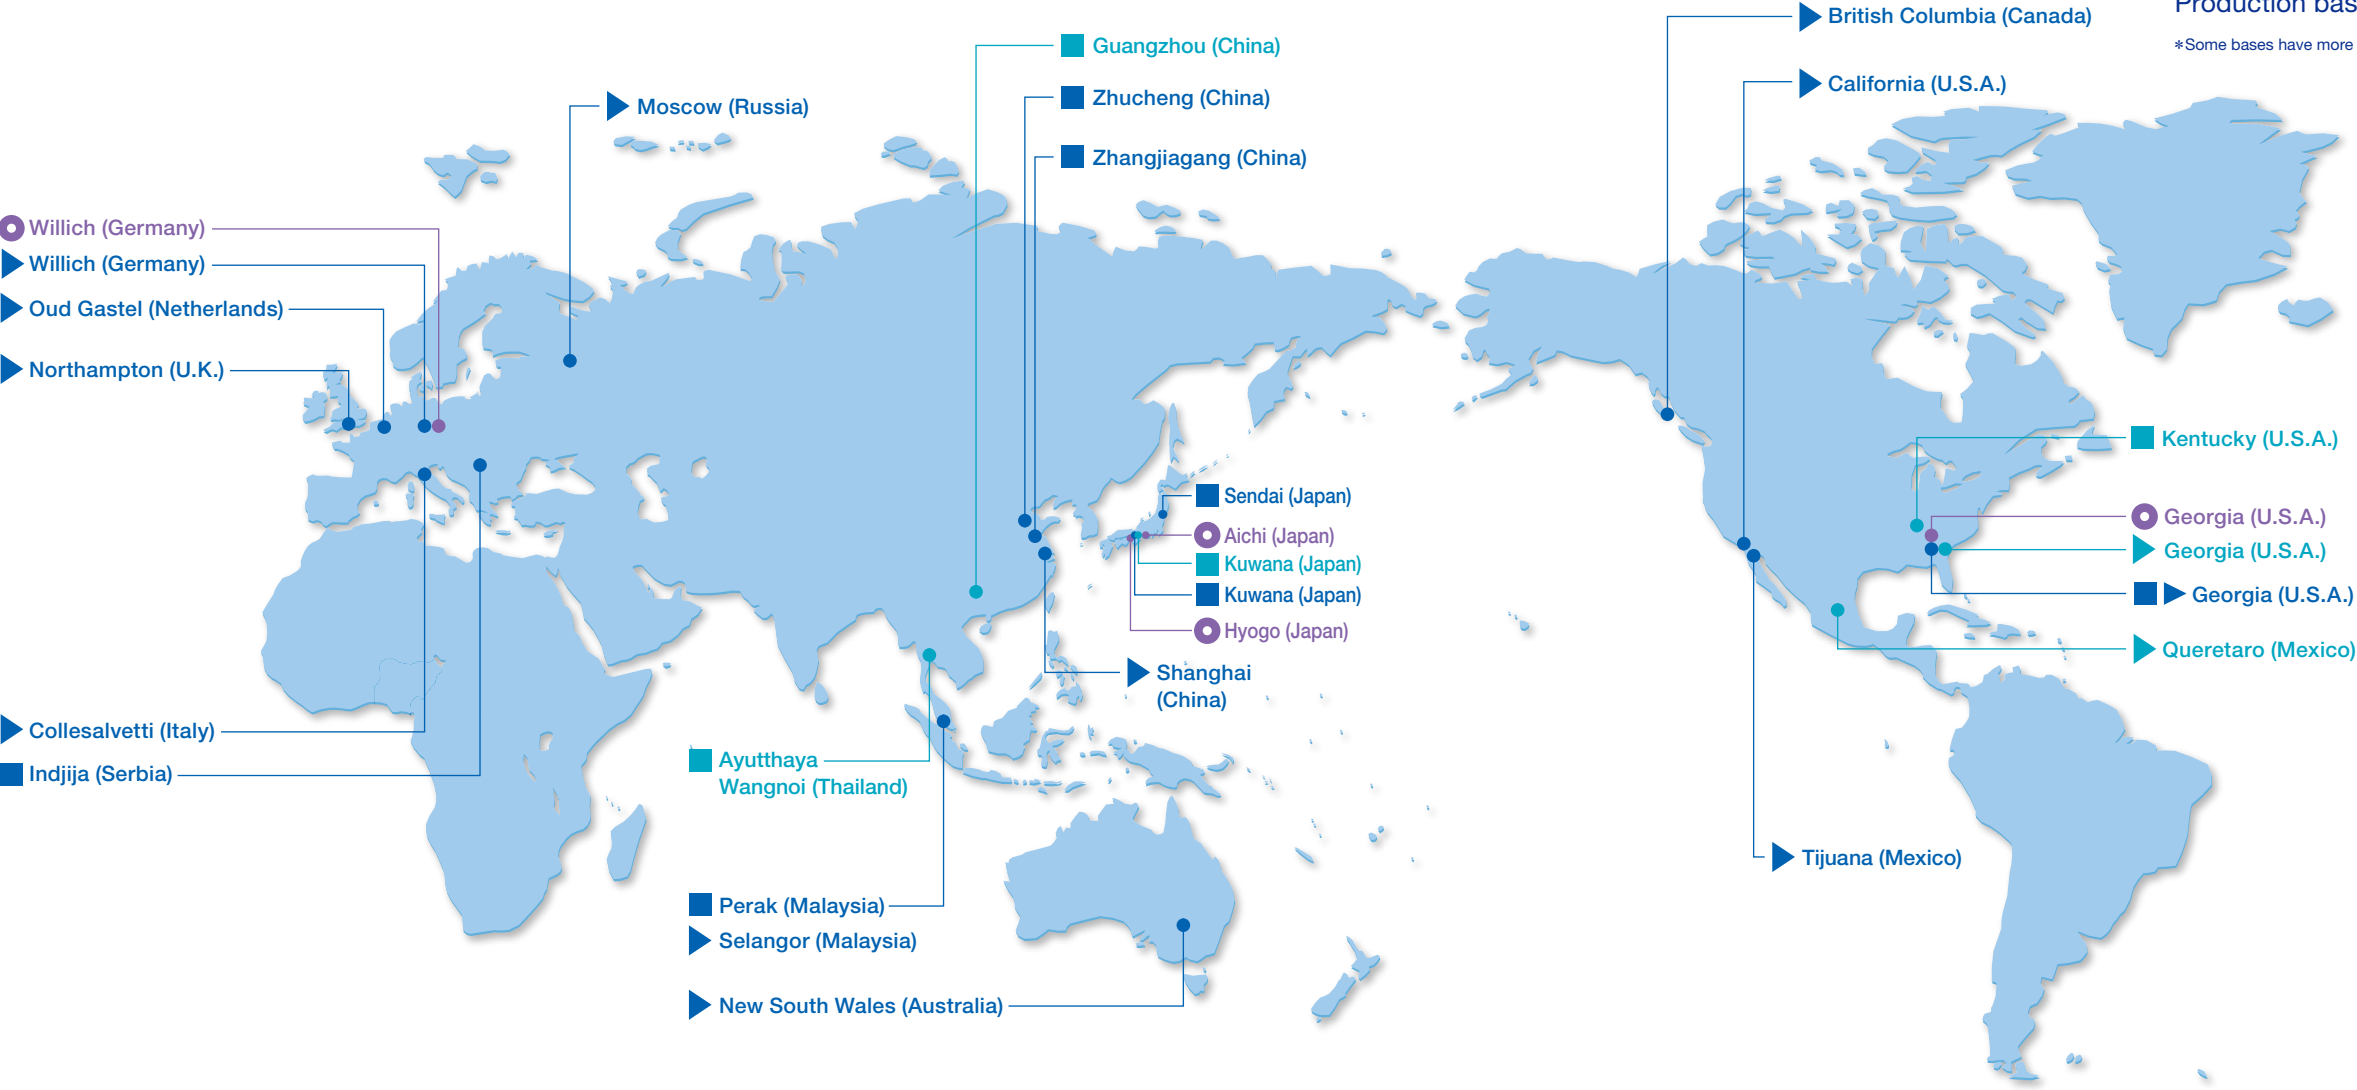 British Columbia (Canada)
Production bas
*Some bases have more
Guangzhou (China)
California (U.S.A.)
Zhucheng (China)
Moscow (Russia)
Zhangjiagang (China)
Willich (Germany)
Willich (Germany)
Oud Gastel (Netherlands)
Northampton (U.K.)
Kentucky (U.S.A.)
Sendai (Japan)
Georgia (U.S.A.)
Aichi (Japan)
Georgia (U.S.A.)
Kuwana (Japan)
Kuwana (Japan)
Georgia (U.S.A.)
Hyogo (Japan)
Queretaro (Mexico)
Shanghai
(China)
Collesalvetti (Italy)
Indjija (Serbia)
Ayutthaya
Wangnoi (Thailand)
Tijuana (Mexico)
Perak (Malaysia)
Selangor (Malaysia)
New South Wales (Australia)